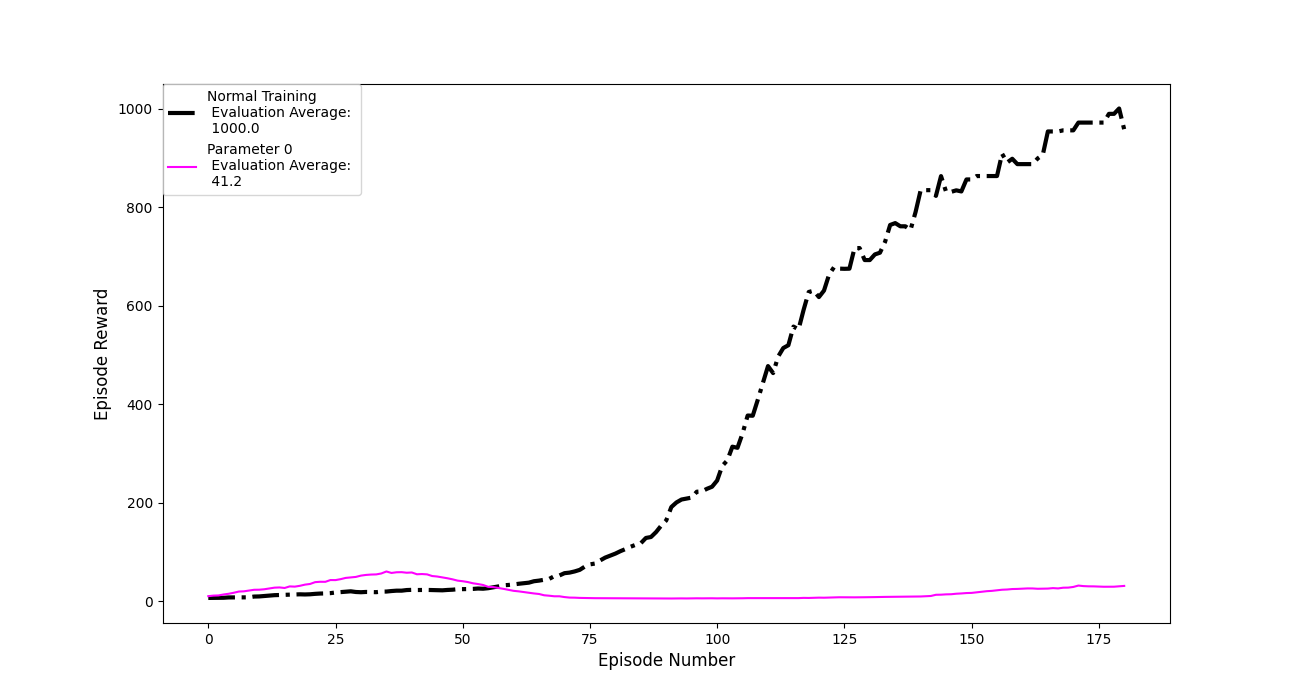 Normal Training
Evaluation Average:
1000.0
Parameter 0
Evaluation Average:
41.2
1000
800
600
400
200
0
Episode Reward
0 25 50 75 100 125 150 175
Episode Number